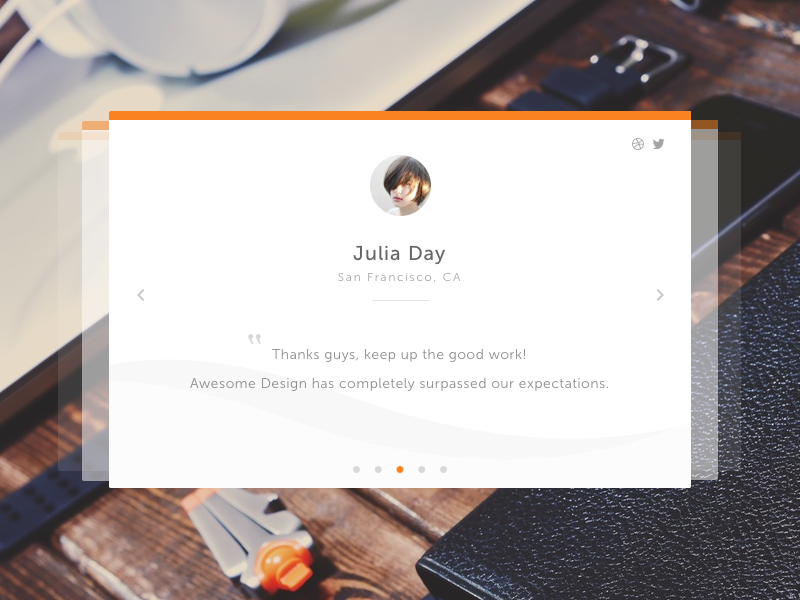 Julia Day
San Francisco, CA
" Thanks guys, keep up the good work!
Awesome Design has completely surpassed our expectations.